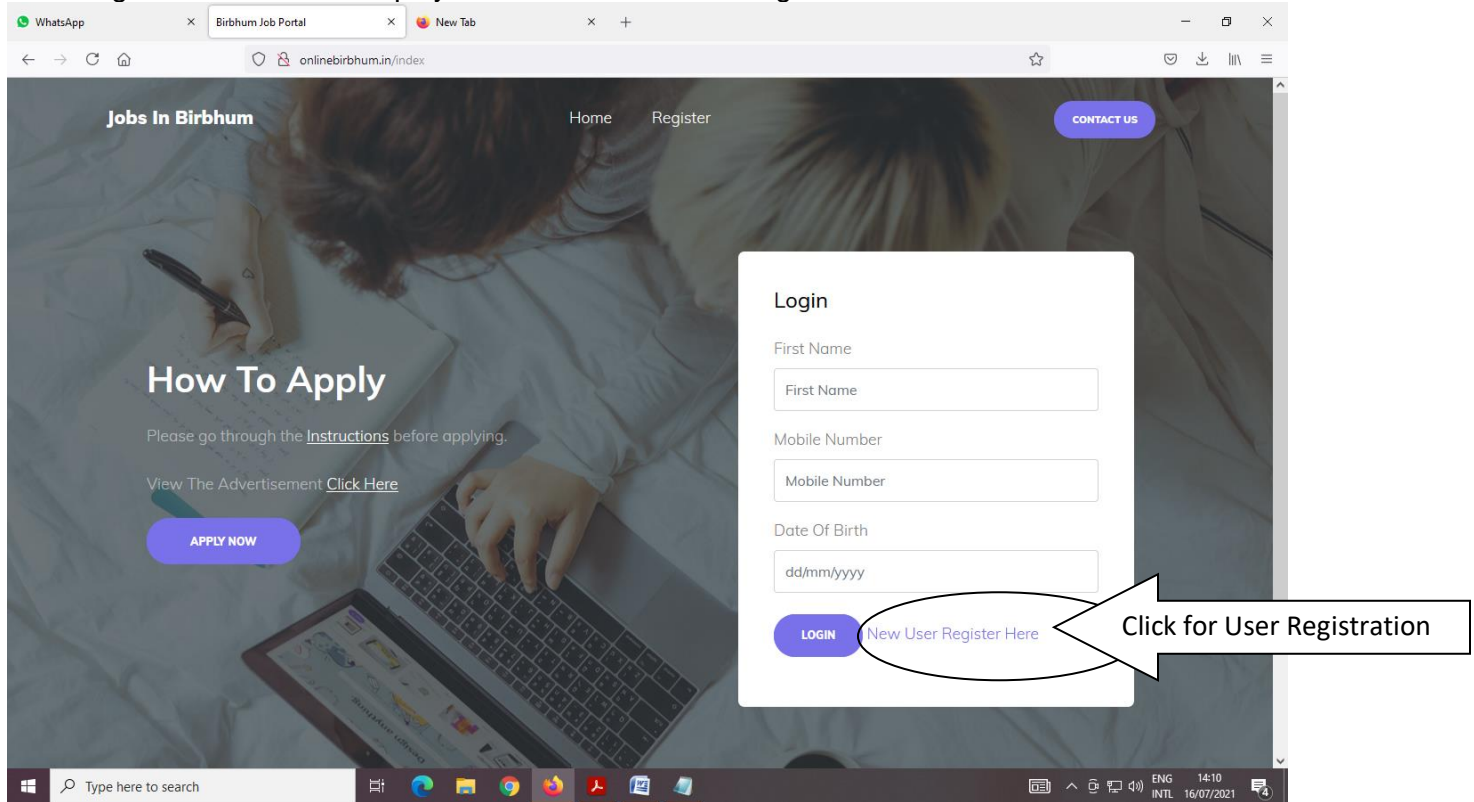 WhatsApp
Birbhum Job Portal
New Tab
onlinebirbhum.in/index
Jobs In Birbhum
Home
Register
CONTACT US
How To Apply
Please go through the Instructions before applying.
View The Advertisement Click Here
APPLY NOW
Login
First Name
First Name
Mobile Number
Mobile Number
Date Of Birth
dd/mm/yyyy
LOGIN
New User Register Here
Click for User Registration
Type here to search
ENG
INTL
14:10
16/07/2021
4